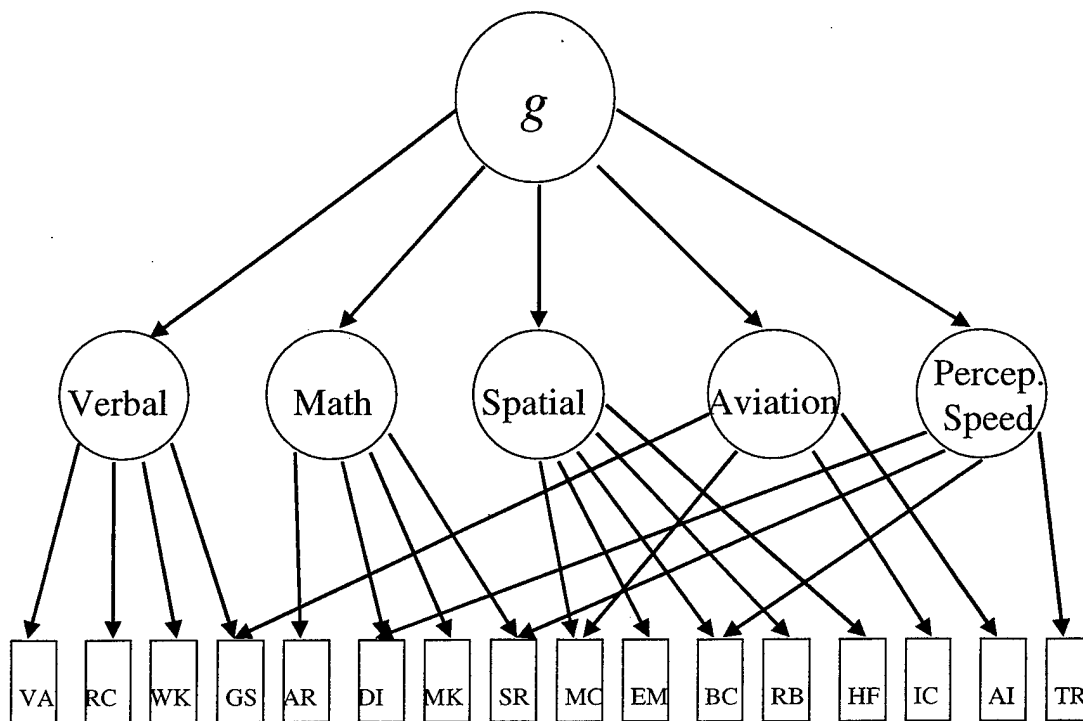 g
Verbal
Math
Spatial
Aviation
Percep.
Speed
VA RC WK GS AR DI MK SR MC EM BC RB HF IC AI TR